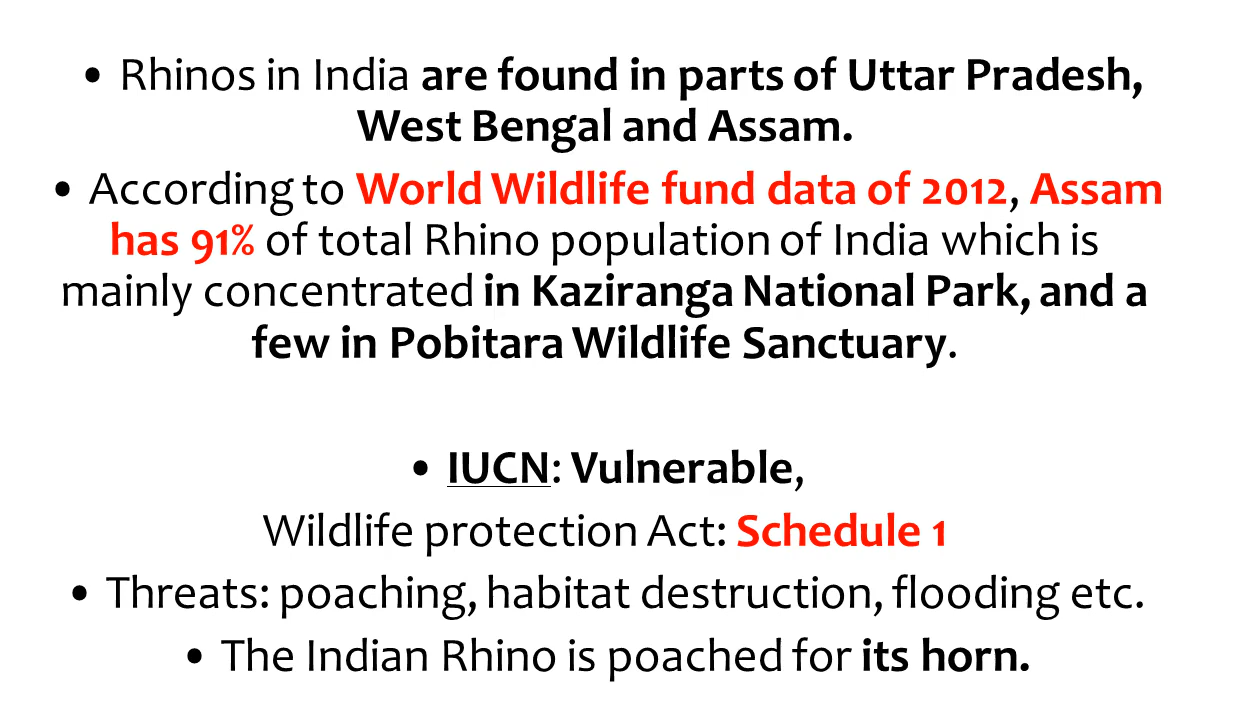 • Rhinos in India are found in parts of Uttar Pradesh,
West Bengal and Assam.
• According to World Wildlife fund data of 2012, Assam
has 91% of total Rhino population of India which is
mainly concentrated in Kaziranga National Park, and a
few in Pobitara Wildlife Sanctuary.
• IUCN: Vulnerable,
Wildlife protection Act: Schedule 1
• Threats: poaching, habitat destruction, flooding etc.
• The Indian Rhino is poached for its horn.